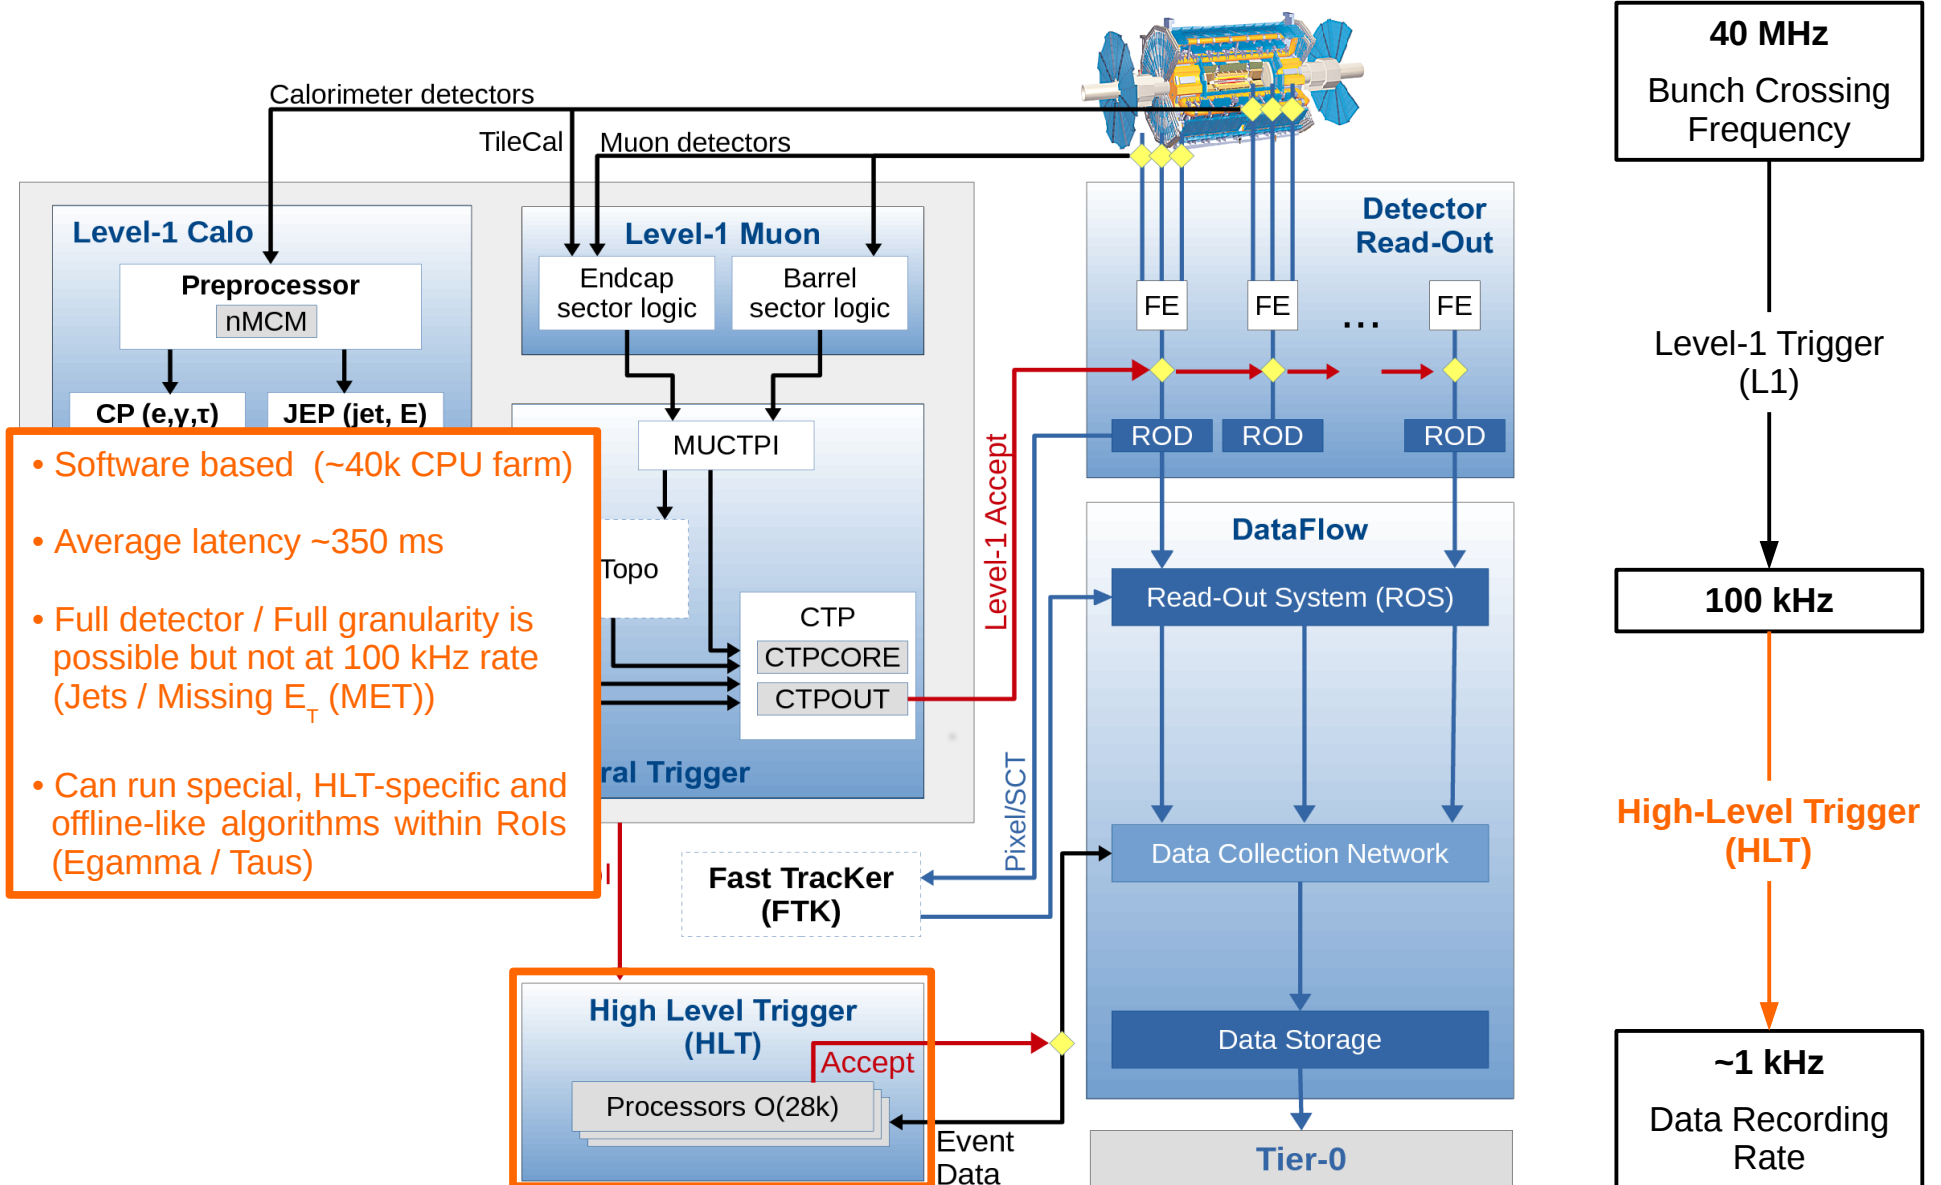 Calorimeter detectors
TileCal
Muon detectors
Level-1 Calo
Preprocessor
nMCM
CP (e,γ,τ)
JEP (jet, E)
Level-1 Muon
Endcap
sector logic
Barrel
sector logic
MUCTPI
Topo
CTP
CTPCORE
CTPOUT
ral Trigger
• Software based (~40k CPU farm)
• Average latency ~350 ms
• Full detector / Full granularity is
possible but not at 100 kHz rate
(Jets / Missing E_T (MET))
• Can run special, HLT-specific and
offline-like algorithms within RoIs
(Egamma / Taus)
Level-1 Accept
Pixel/SCT
Fast TracKer
(FTK)
High Level Trigger
(HLT)
Accept
Processors O(28k)
Event
Data
Detector
Read-Out
FE
FE
...
FE
ROD
ROD
ROD
DataFlow
Read-Out System (ROS)
Data Collection Network
Data Storage
Tier-0
40 MHz
Bunch Crossing
Frequency
Level-1 Trigger
(L1)
100 kHz
High-Level Trigger
(HLT)
~1 kHz
Data Recording
Rate